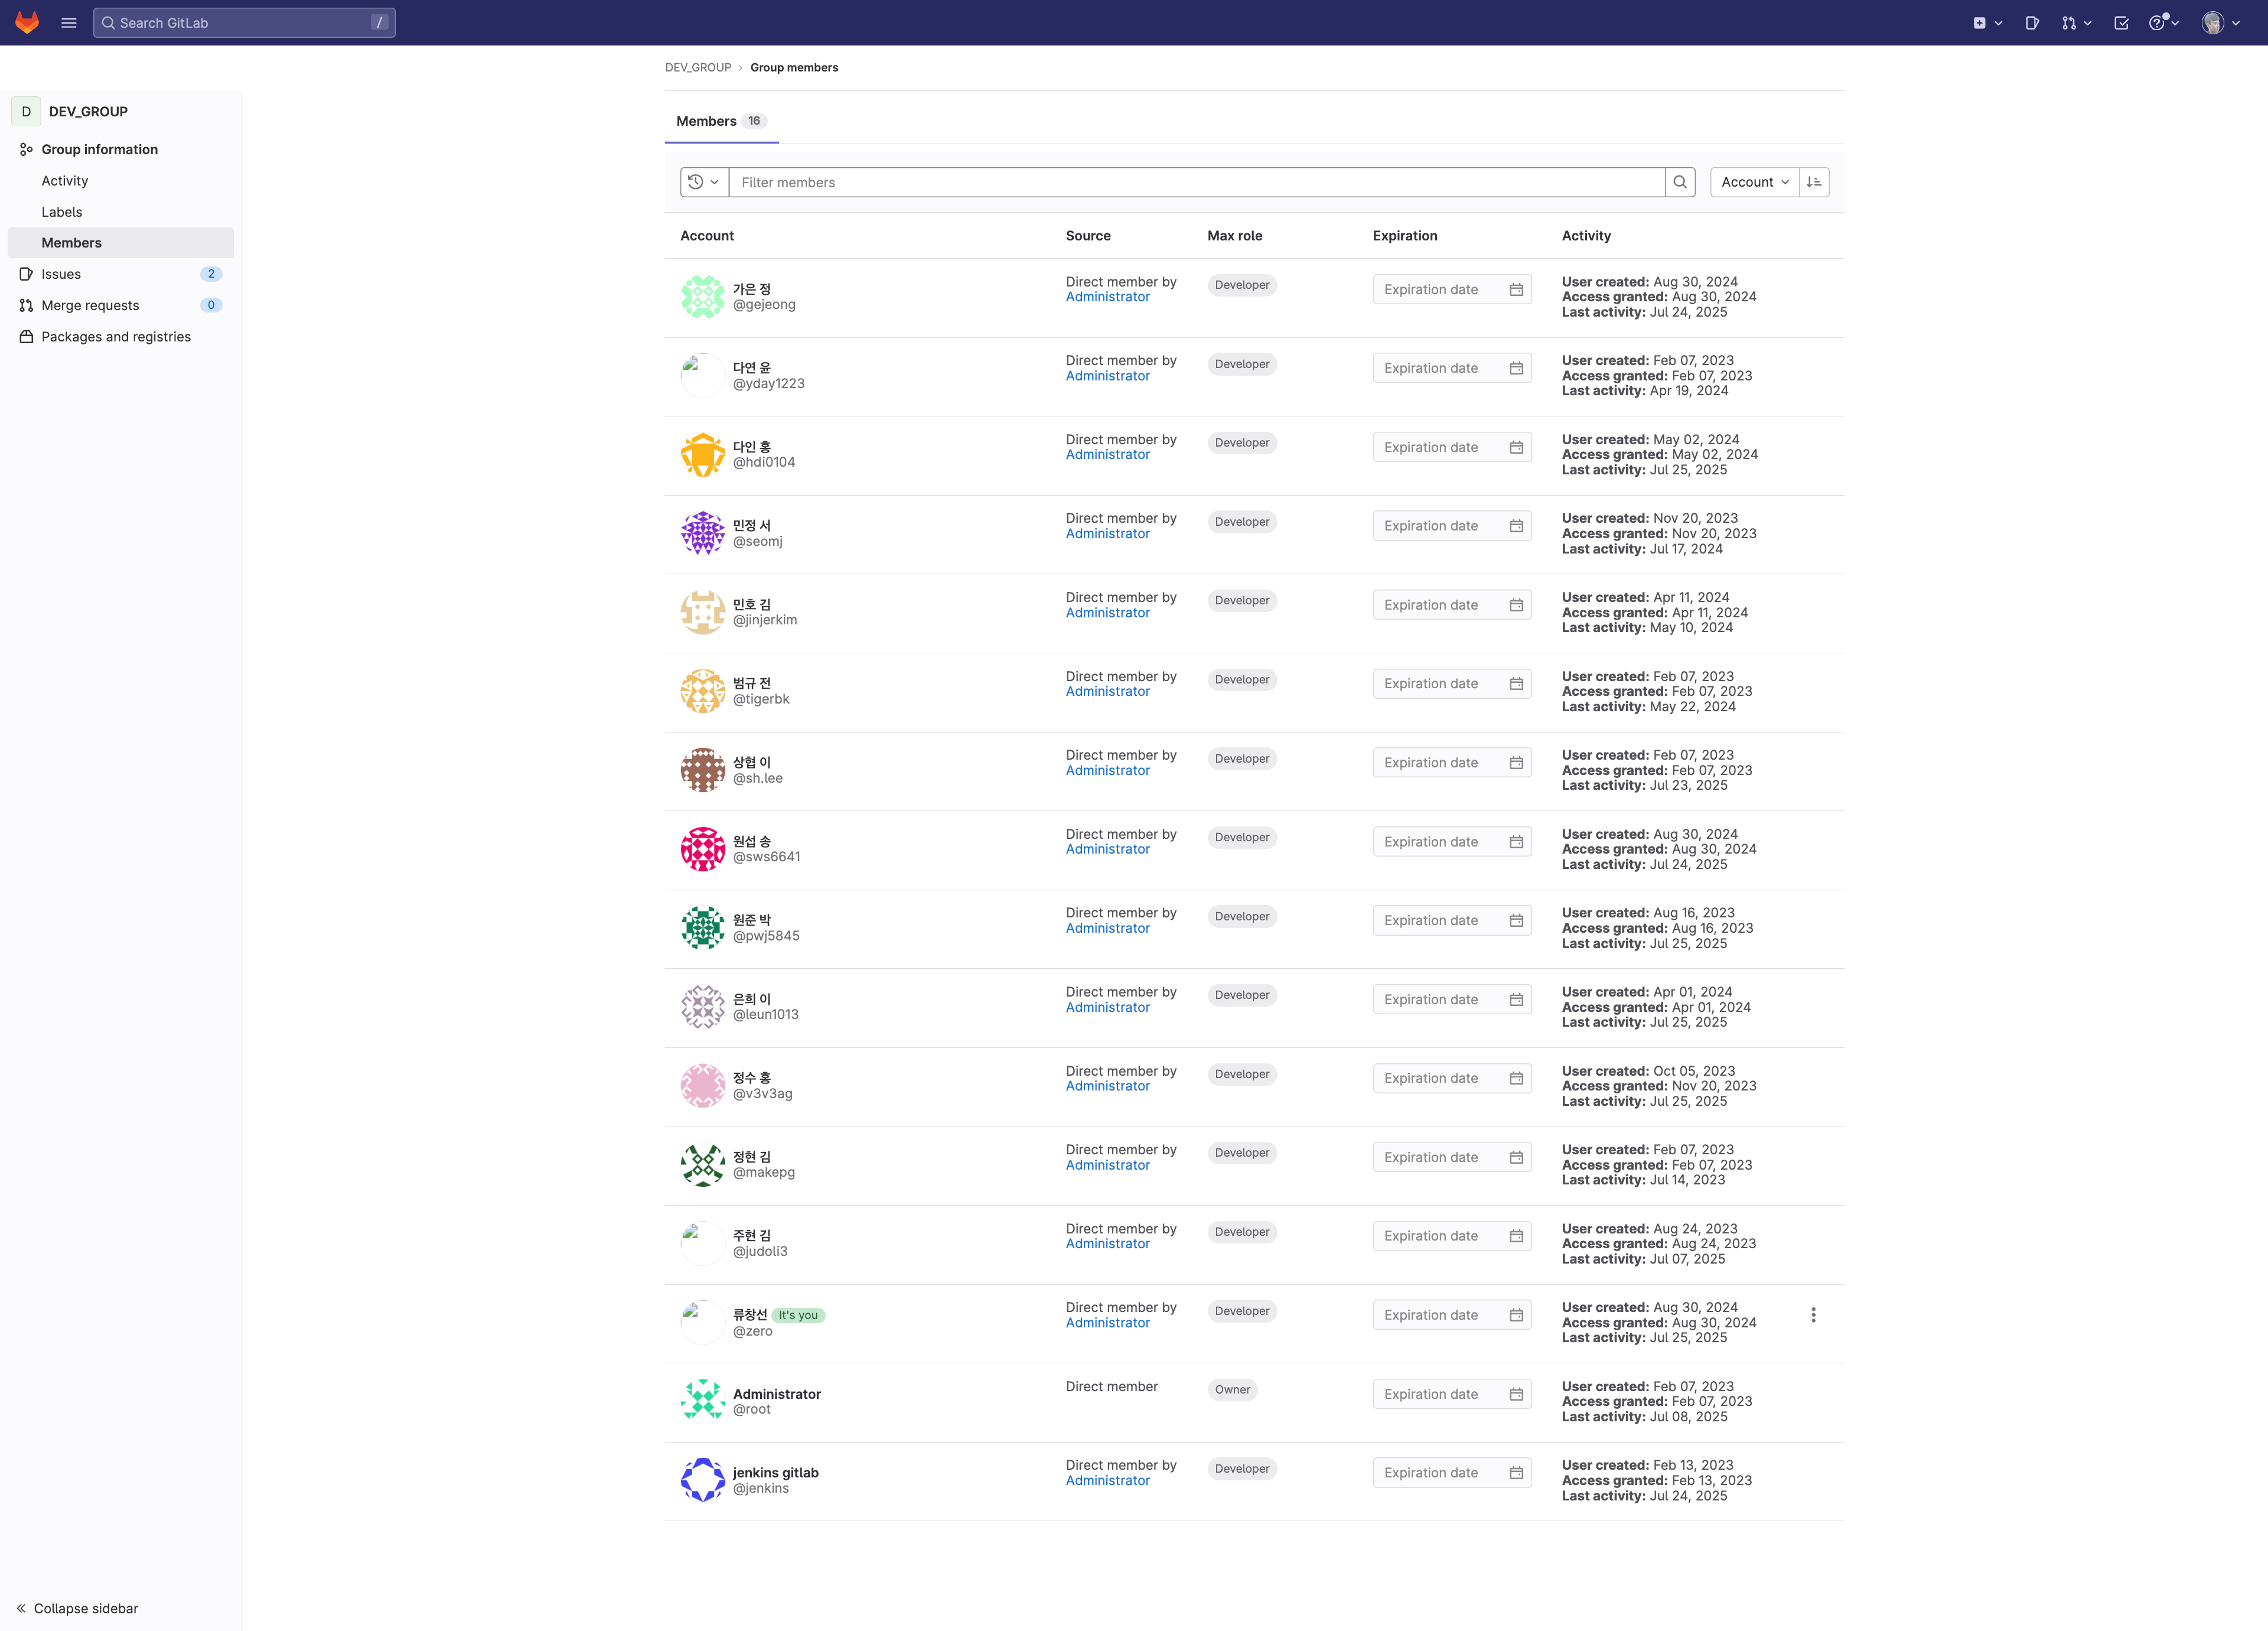 Search GitLab /
DEV_GROUP › Group members
D DEV_GROUP
Group information
Activity
Labels
Members
Issues 2
Merge requests 0
Packages and registries
Members 16
Filter members
Account
Account Source Max role Expiration Activity
가은 정
@gejeong
Direct member by
Administrator
Developer
Expiration date
User created: Aug 30, 2024
Access granted: Aug 30, 2024
Last activity: Jul 24, 2025
다연 윤
@yday1223
Direct member by
Administrator
Developer
Expiration date
User created: Feb 07, 2023
Access granted: Feb 07, 2023
Last activity: Apr 19, 2024
다인 홍
@hdi0104
Direct member by
Administrator
Developer
Expiration date
User created: May 02, 2024
Access granted: May 02, 2024
Last activity: Jul 25, 2025
민정 서
@seomj
Direct member by
Administrator
Developer
Expiration date
User created: Nov 20, 2023
Access granted: Nov 20, 2023
Last activity: Jul 17, 2024
민호 김
@jinjerkim
Direct member by
Administrator
Developer
Expiration date
User created: Apr 11, 2024
Access granted: Apr 11, 2024
Last activity: May 10, 2024
범규 전
@tigerbk
Direct member by
Administrator
Developer
Expiration date
User created: Feb 07, 2023
Access granted: Feb 07, 2023
Last activity: May 22, 2024
상협 이
@sh.lee
Direct member by
Administrator
Developer
Expiration date
User created: Feb 07, 2023
Access granted: Feb 07, 2023
Last activity: Jul 23, 2025
원섭 송
@sws6641
Direct member by
Administrator
Developer
Expiration date
User created: Aug 30, 2024
Access granted: Aug 30, 2024
Last activity: Jul 24, 2025
원준 박
@pwj5845
Direct member by
Administrator
Developer
Expiration date
User created: Aug 16, 2023
Access granted: Aug 16, 2023
Last activity: Jul 25, 2025
은희 이
@leun1013
Direct member by
Administrator
Developer
Expiration date
User created: Apr 01, 2024
Access granted: Apr 01, 2024
Last activity: Jul 25, 2025
정수 홍
@v3v3ag
Direct member by
Administrator
Developer
Expiration date
User created: Oct 05, 2023
Access granted: Nov 20, 2023
Last activity: Jul 25, 2025
정현 김
@makepg
Direct member by
Administrator
Developer
Expiration date
User created: Feb 07, 2023
Access granted: Feb 07, 2023
Last activity: Jul 14, 2023
주현 김
@judoli3
Direct member by
Administrator
Developer
Expiration date
User created: Aug 24, 2023
Access granted: Aug 24, 2023
Last activity: Jul 07, 2025
류창선 It's you
@zero
Direct member by
Administrator
Developer
Expiration date
User created: Aug 30, 2024
Access granted: Aug 30, 2024
Last activity: Jul 25, 2025
Administrator
@root
Direct member
Owner
Expiration date
User created: Feb 07, 2023
Access granted: Feb 07, 2023
Last activity: Jul 08, 2025
jenkins gitlab
@jenkins
Direct member by
Administrator
Developer
Expiration date
User created: Feb 13, 2023
Access granted: Feb 13, 2023
Last activity: Jul 24, 2025
Collapse sidebar